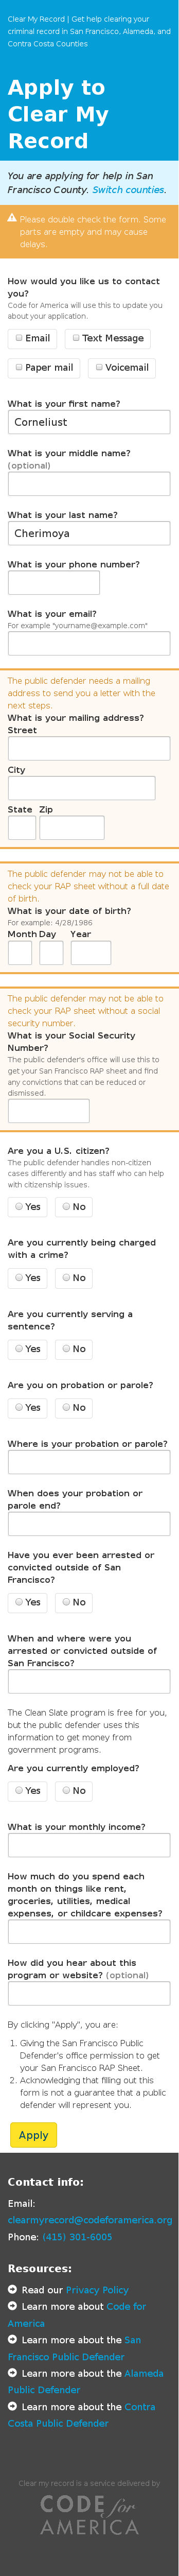 Clear My Record | Get help clearing your
criminal record in San Francisco, Alameda, and
Contra Costa Counties
Apply to
Clear My
Record
You are applying for help in San
Francisco County. Switch counties.
Please double check the form. Some
parts are empty and may cause
delays.
How would you like us to contact
you?
Code for America will use this to update you
about your application.
Email
Text Message
Paper mail
Voicemail
What is your first name?
Corneliust
What is your middle name?
(optional)
What is your last name?
Cherimoya
What is your phone number?
What is your email?
For example "yourname@example.com"
The public defender needs a mailing
address to send you a letter with the
next steps.
What is your mailing address?
Street
City
State Zip
The public defender may not be able to
check your RAP sheet without a full date
of birth.
What is your date of birth?
For example: 4/28/1986
Month Day Year
The public defender may not be able to
check your RAP sheet without a social
security number.
What is your Social Security
Number?
The public defender's office will use this to
get your San Francisco RAP sheet and find
any convictions that can be reduced or
dismissed.
Are you a U.S. citizen?
The public defender handles non-citizen
cases differently and has staff who can help
with citizenship issues.
Yes No
Are you currently being charged
with a crime?
Yes No
Are you currently serving a
sentence?
Yes No
Are you on probation or parole?
Yes No
Where is your probation or parole?
When does your probation or
parole end?
Have you ever been arrested or
convicted outside of San
Francisco?
Yes No
When and where were you
arrested or convicted outside of
San Francisco?
The Clean Slate program is free for you,
but the public defender uses this
information to get money from
government programs.
Are you currently employed?
Yes No
What is your monthly income?
How much do you spend each
month on things like rent,
groceries, utilities, medical
expenses, or childcare expenses?
How did you hear about this
program or website? (optional)
By clicking "Apply", you are:
1. Giving the San Francisco Public
Defender's office permission to get
your San Francisco RAP Sheet.
2. Acknowledging that filling out this
form is not a guarantee that a public
defender will represent you.
Apply
Contact info:
Email:
clearmyrecord@codeforamerica.org
Phone: (415) 301-6005
Resources:
Read our Privacy Policy
Learn more about Code for
America
Learn more about the San
Francisco Public Defender
Learn more about the Alameda
Public Defender
Learn more about the Contra
Costa Public Defender
Clear my record is a service delivered by
CODE for
AMERICA